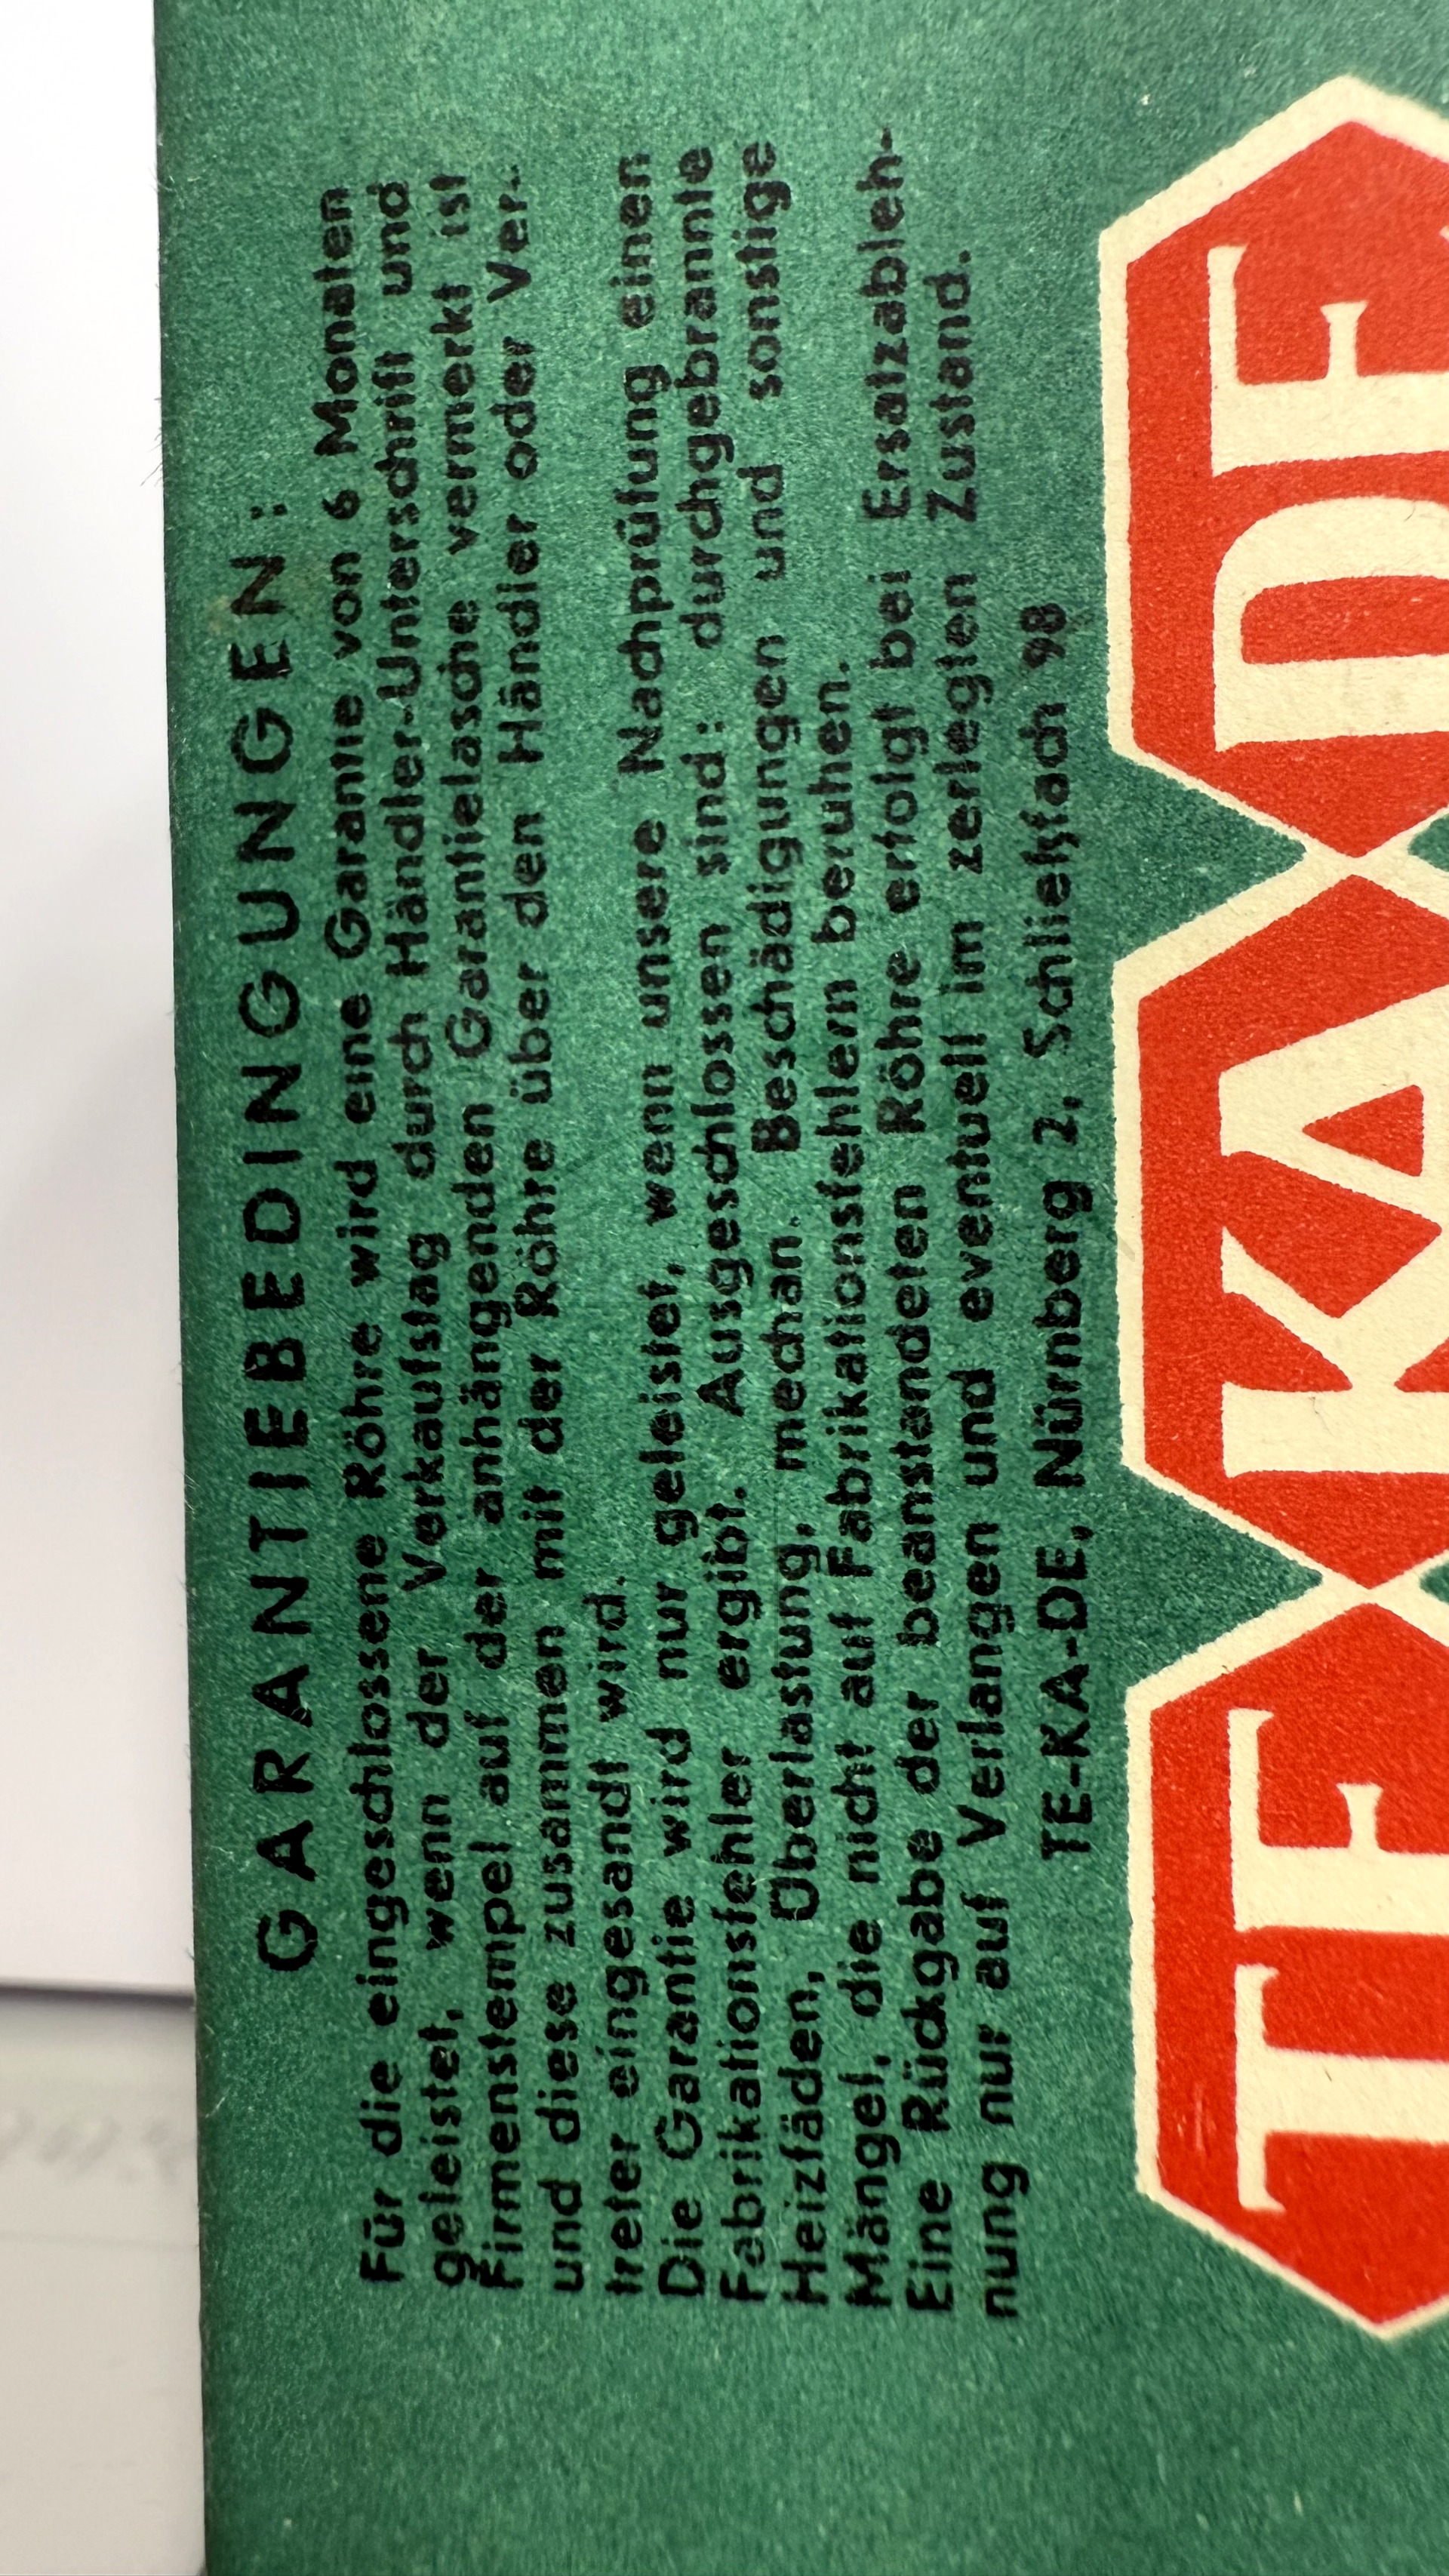 GARANTIEBEDINGUNGEN:
Für die eingeschlossene Röhre wird eine Garantie von 6 Monaten
geleistet, wenn der Verkaufstag durch Händler-Unterschrift und
Firmenstempel auf der anhängenden Garantielasche vermerkt ist
und diese zusammen mit der Röhre über den Händler oder Ver-
treter eingesandt wird.
Die Garantie wird nur geleistet, wenn unsere Nachprüfung einen
Fabrikationsfehler ergibt. Ausgeschlossen sind: durchgebrannte
Heizfäden, Überlastung, mechan. Beschädigungen und sonstige
Mängel, die nicht auf Fabrikationsfehlern beruhen.
Eine Rückgabe der beanstandeten Röhre erfolgt bei Ersatzableh-
nung nur auf Verlangen und eventuell im zerlegten Zustand.
TE-KA-DE, Nürnberg 2, Schließfach 98
TE KA DE